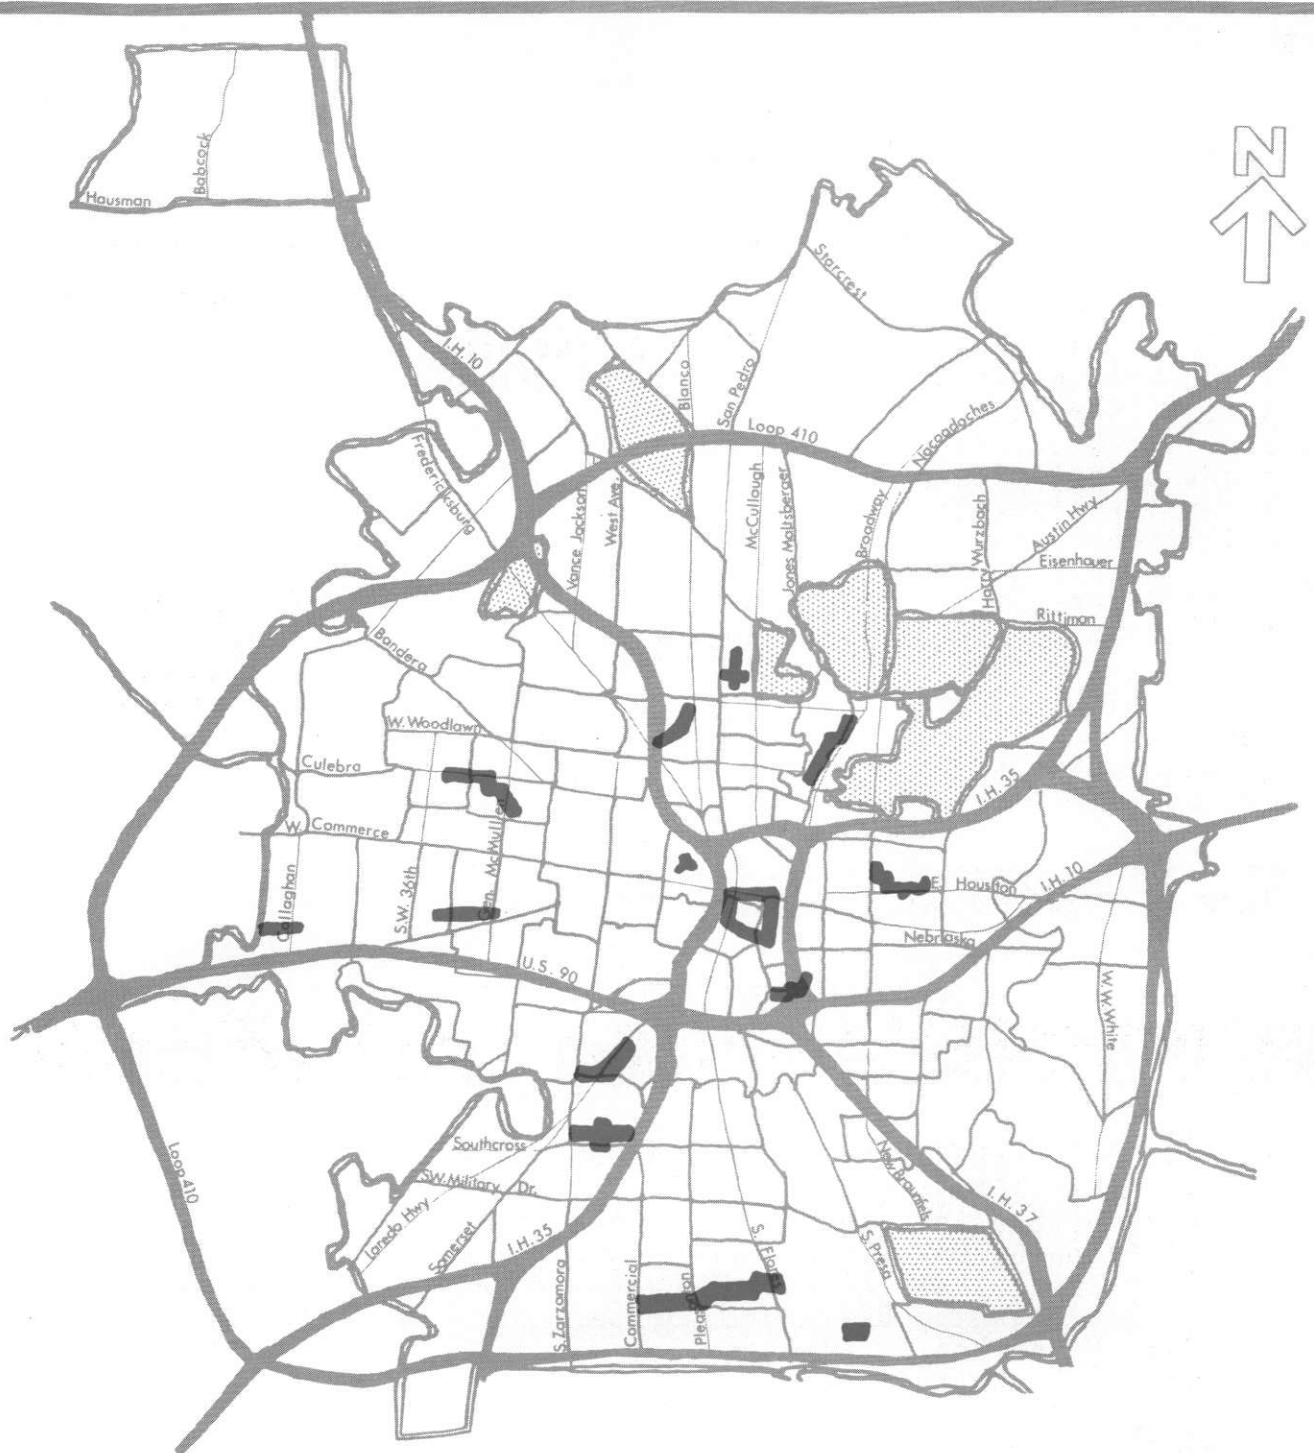 N
Babcock
Hausman
Starcrest
I.H. 10
Blanco
San Pedro
Loop 410
Nacogdoches
Fredericksburg
Vance Jackson
West Ave.
McCullough
Jones Maltsberger
Broadway
Harry Wurzbach
Austin Hwy
Eisenhauer
Rittiman
Bandera
W. Woodlawn
Culebra
I.H. 35
W. Commerce
Gen. McMullen
Callaghan
S.W. 36th
E. Houston
I.H. 10
Nebraska
U.S. 90
W.W. White
Southcross
SW. Military Dr.
Loop 410
Laredo Hwy
Somerset
I.H. 35
New Braunfels
I.H. 37
S. Presa
S. Flores
S. Zarzamora
Commercial
Pleasanton